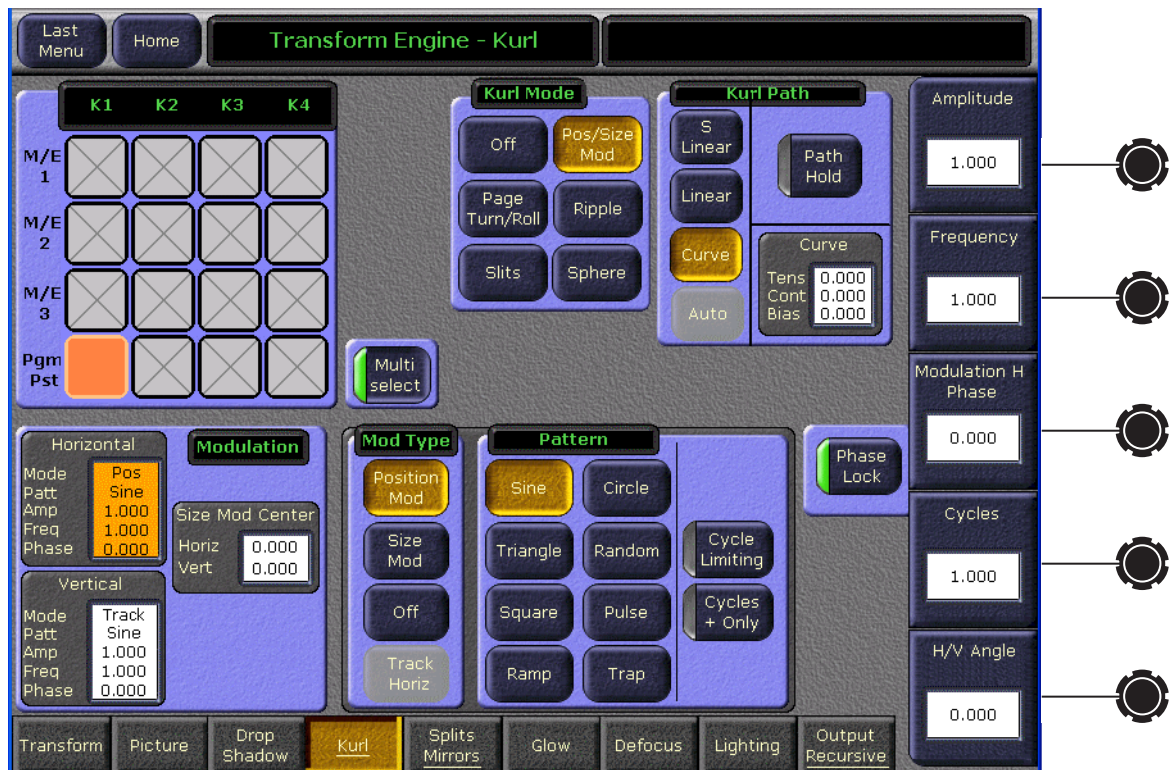 Last Menu
Home
Transform Engine - Kurl
K1 K2 K3 K4
M/E 1
M/E 2
M/E 3
Pgm Pst
Multi select
Kurl Mode
Off
Pos/Size Mod
Page Turn/Roll
Ripple
Slits
Sphere
Kurl Path
S Linear
Linear
Curve
Auto
Path Hold
Curve
Tens 0.000
Cont 0.000
Bias 0.000
Amplitude
1.000
Frequency
1.000
Modulation H Phase
0.000
Cycles
1.000
H/V Angle
0.000
Modulation
Horizontal
Mode Pos
Patt Sine
Amp 1.000
Freq 1.000
Phase 0.000
Vertical
Mode Track
Patt Sine
Amp 1.000
Freq 1.000
Phase 0.000
Size Mod Center
Horiz 0.000
Vert 0.000
Mod Type
Position Mod
Size Mod
Off
Track Horiz
Pattern
Sine
Circle
Triangle
Random
Square
Pulse
Ramp
Trap
Cycle Limiting
Cycles + Only
Phase Lock
Transform
Picture
Drop Shadow
Kurl
Splits Mirrors
Glow
Defocus
Lighting
Output Recursive